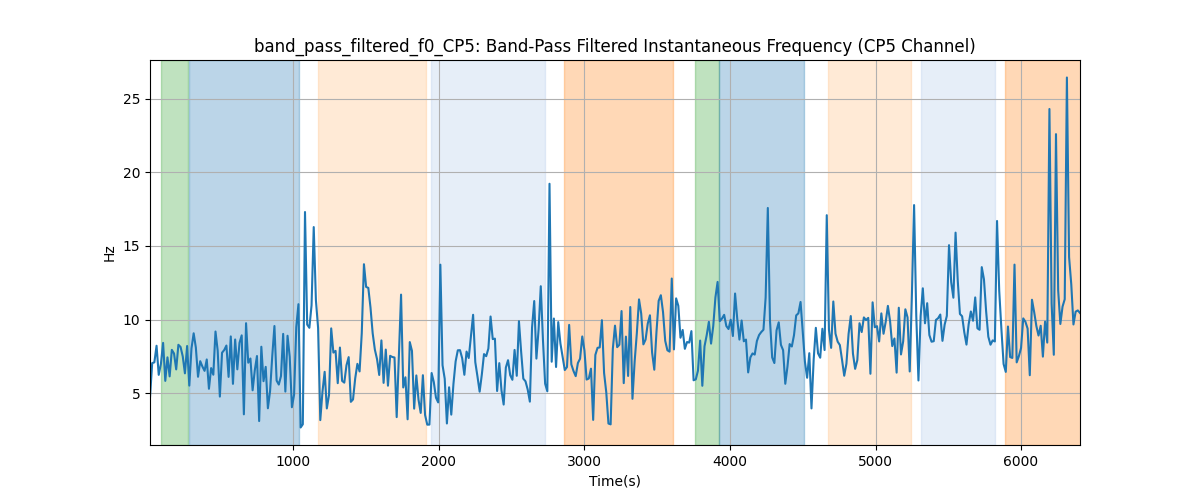 band_pass_filtered_f0_CP5: Band-Pass Filtered Instantaneous Frequency (CP5 Channel)
25
20
15
10
5
Hz
1000 2000 3000 4000 5000 6000
Time(s)